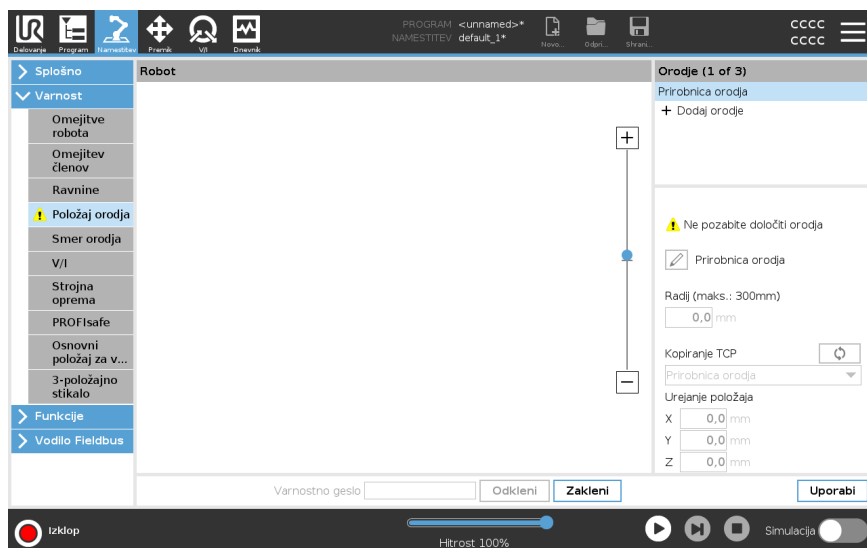 PROGRAM <unnamed>*
NAMESTITEV default_1*
CCCC
CCCC
Delovanje Program Namestitev Premik V/I Dnevnik Novo... Odpri... Shrani...
Splošno
Varnost
Omejitve
robota
Omejitev
členov
Ravnine
Položaj orodja
Smer orodja
V/I
Strojna
oprema
PROFIsafe
Osnovni
položaj za v...
3-položajno
stikalo
Funkcije
Vodilo Fieldbus
Robot
Orodje (1 of 3)
Prirobnica orodja
+ Dodaj orodje
Ne pozabite določiti orodja
Prirobnica orodja
Radij (maks.: 300mm)
0,0 mm
Kopiranje TCP
Prirobnica orodja
Urejanje položaja
X 0,0 mm
Y 0,0 mm
Z 0,0 mm
Varnostno geslo Odkleni Zakleni Uporabi
Izklop
Hitrost 100%
Simulacija